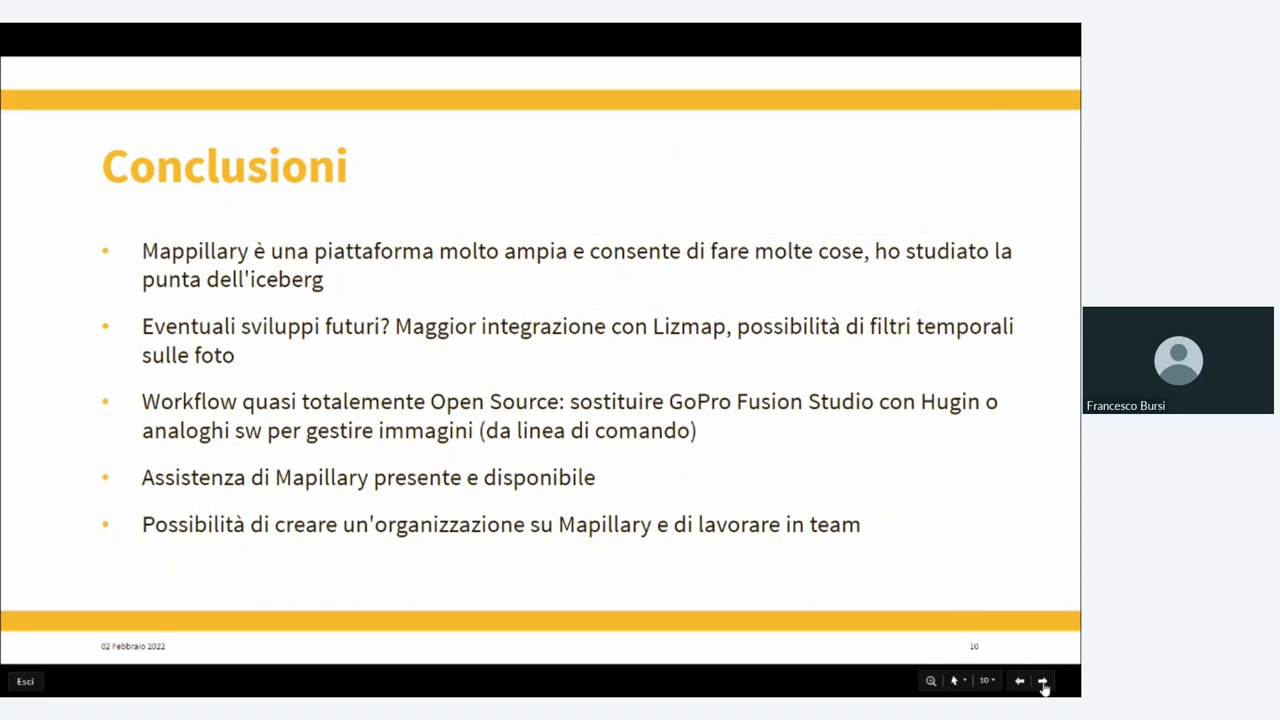 Conclusioni
• Mappillary è una piattaforma molto ampia e consente di fare molte cose, ho studiato la
punta dell'iceberg
• Eventuali sviluppi futuri? Maggior integrazione con Lizmap, possibilità di filtri temporali
sulle foto
• Workflow quasi totalemente Open Source: sostituire GoPro Fusion Studio con Hugin o
analoghi sw per gestire immagini (da linea di comando)
• Assistenza di Mapillary presente e disponibile
• Possibilità di creare un'organizzazione su Mapillary e di lavorare in team
Francesco Bursi
02 Febbraio 2022
10
Esci
10